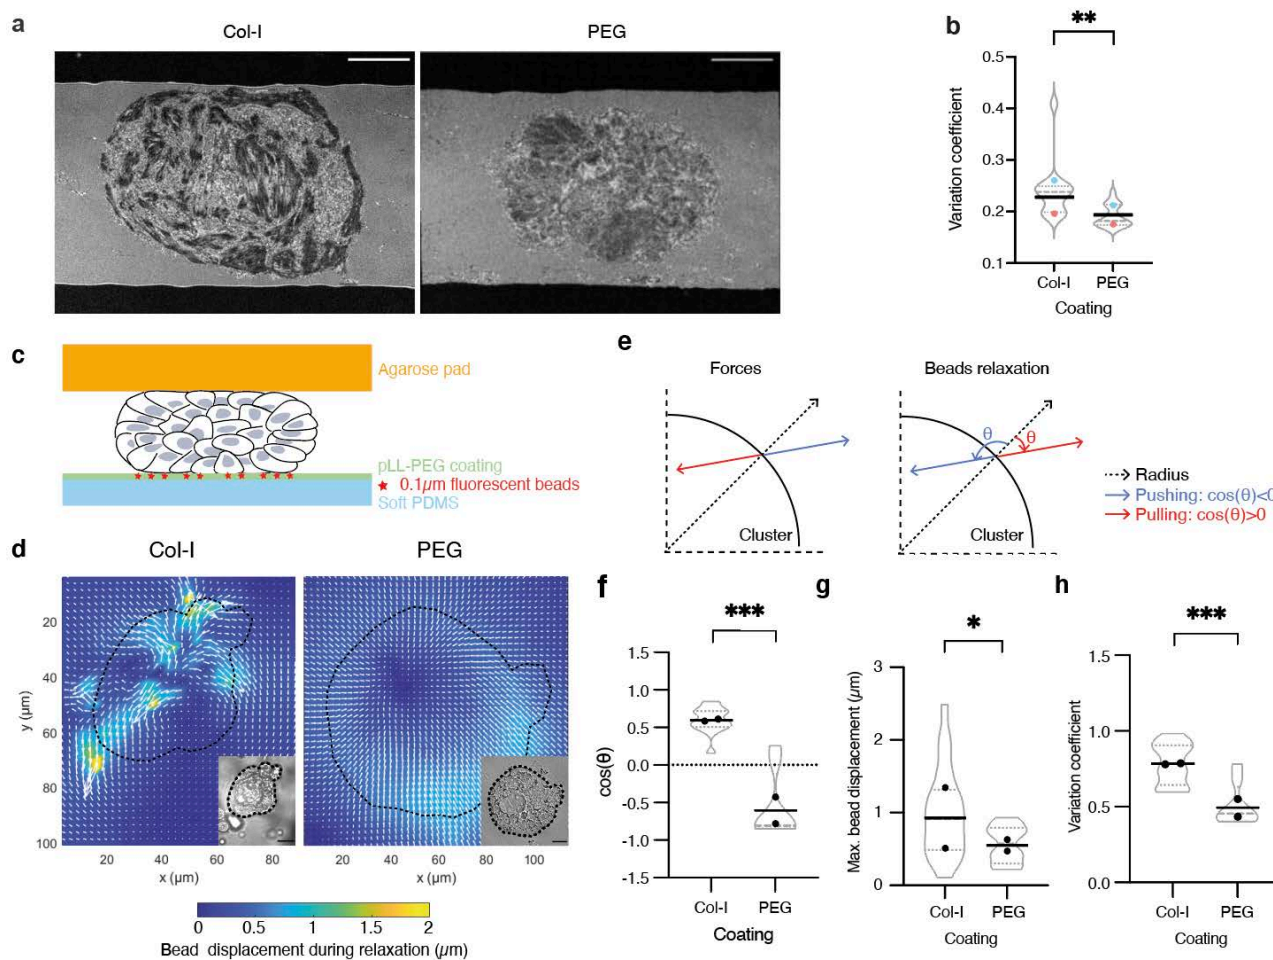 a
Col-I
PEG
b
**
Variation coefficient
0.5
0.4
0.3
0.2
0.1
Col-I
PEG
Coating
c
Agarose pad
pLL-PEG coating
0.1µm fluorescent beads
Soft PDMS
e
Forces
Beads relaxation
θ
θ
Cluster
Cluster
Radius
Pushing: cos(θ)<0
Pulling: cos(θ)>0
d
Col-I
PEG
y (µm)
20
40
60
80
100
20
40
60
80
x (µm)
20
40
60
80
100
x (µm)
0
0.5
1
1.5
2
Bead displacement during relaxation (µm)
f
***
cos(θ)
1.5
1.0
0.5
0.0
-0.5
-1.0
-1.5
Col-I
PEG
Coating
g
*
Max. bead displacement (µm)
3
2
1
0
Col-I
PEG
Coating
h
***
Variation coefficient
1.5
1.0
0.5
0.0
Col-I
PEG
Coating